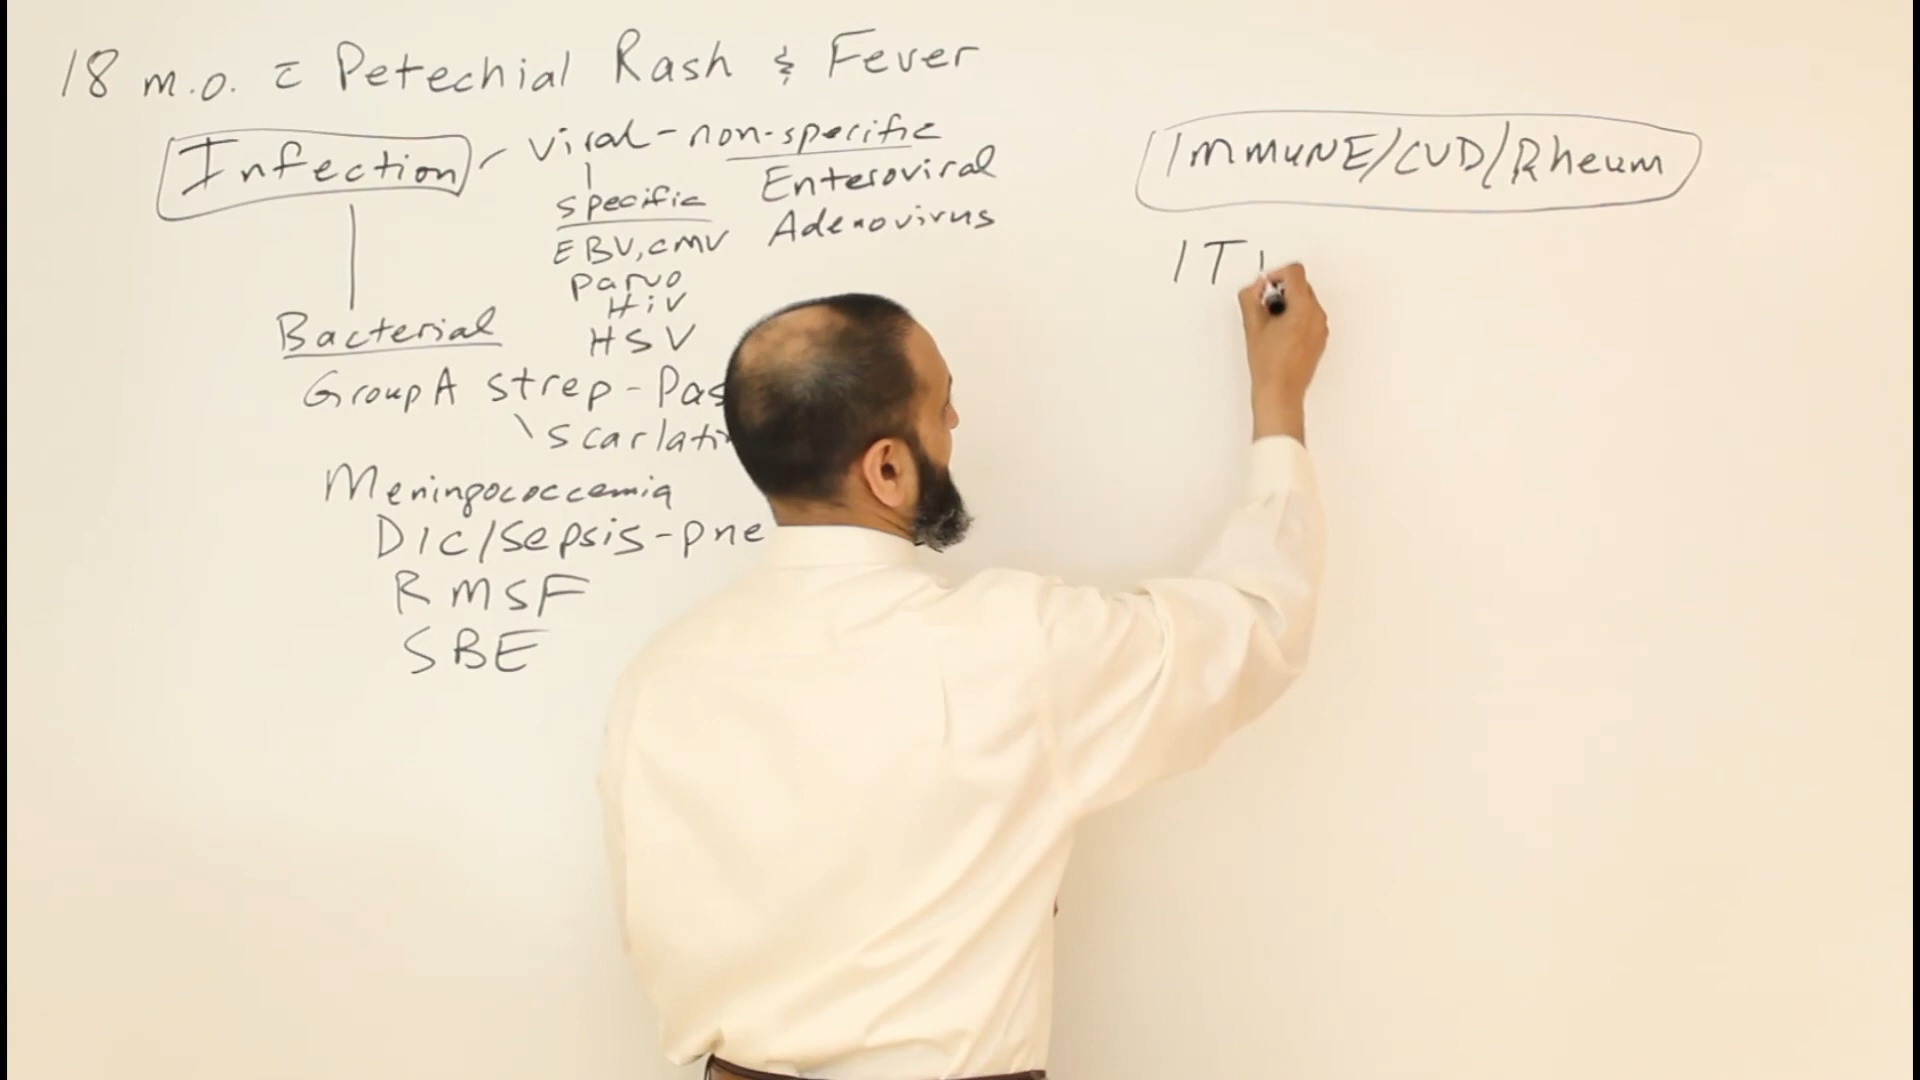 18 m.o. c̄ Petechial Rash & Fever
Infection - Viral - non-specific
Enteroviral
Adenovirus
specific
EBV, CMV
Parvo
HiV
HSV
Bacterial
Group A strep - Pas
\ scarlati
Meningococcemia
DIC/Sepsis - pne
RMSF
SBE
IMMUNE/CVD/Rheum
IT